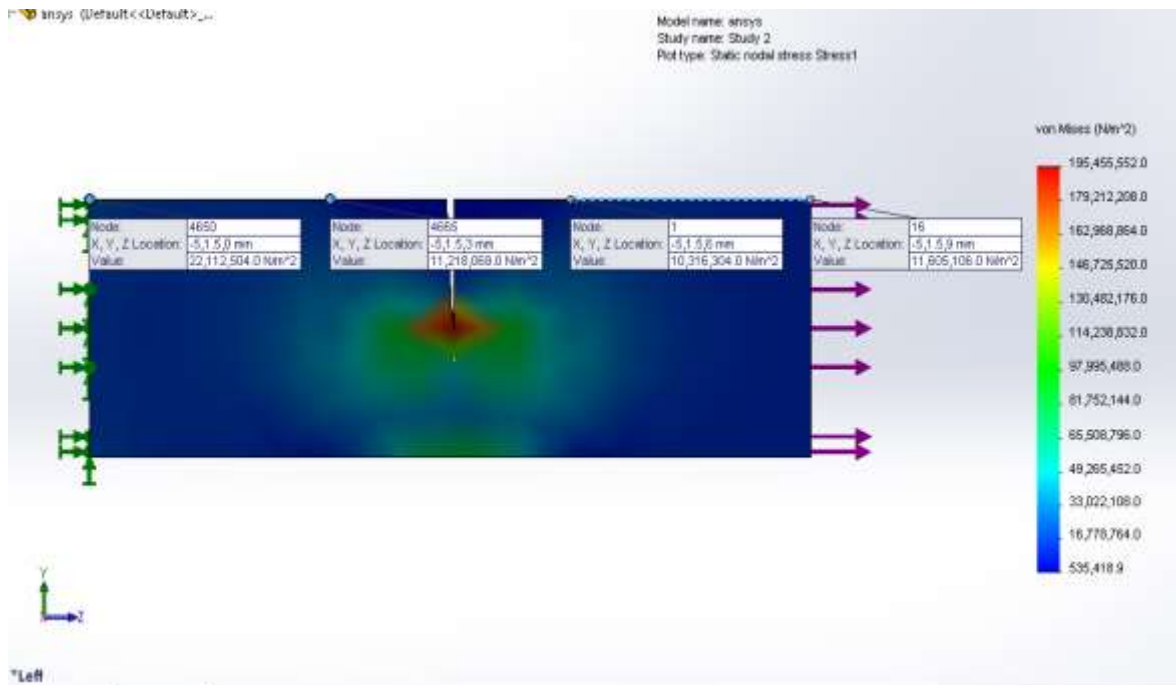 ansys (Default<<Default>_...
Model name: ansys
Study name: Study 2
Plot type: Static nodal stress Stress1
von Mises (N/m^2)
195,455,552.0
179,212,208.0
162,968,864.0
146,725,520.0
130,482,176.0
114,238,832.0
97,995,488.0
81,752,144.0
65,508,796.0
49,265,452.0
33,022,108.0
16,778,764.0
535,418.9
Node: 4650
X, Y, Z Location: -5,1.5,0 mm
Value: 22,112,504.0 N/m^2
Node: 4665
X, Y, Z Location: -5,1.5,3 mm
Value: 11,218,069.0 N/m^2
Node: 1
X, Y, Z Location: -5,1.5,6 mm
Value: 10,316,304.0 N/m^2
Node: 16
X, Y, Z Location: -5,1.5,9 mm
Value: 11,605,106.0 N/m^2
Y
Z
*Left